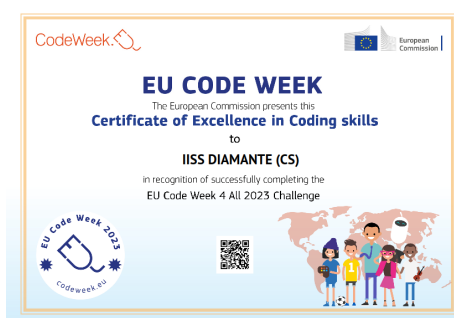 CodeWeek.
European
Commission
EU CODE WEEK
The European Commission presents this
Certificate of Excellence in Coding skills
to
IISS DIAMANTE (CS)
in recognition of successfully completing the
EU Code Week 4 All 2023 Challenge
EU Code Week 2023
codeweek.eu